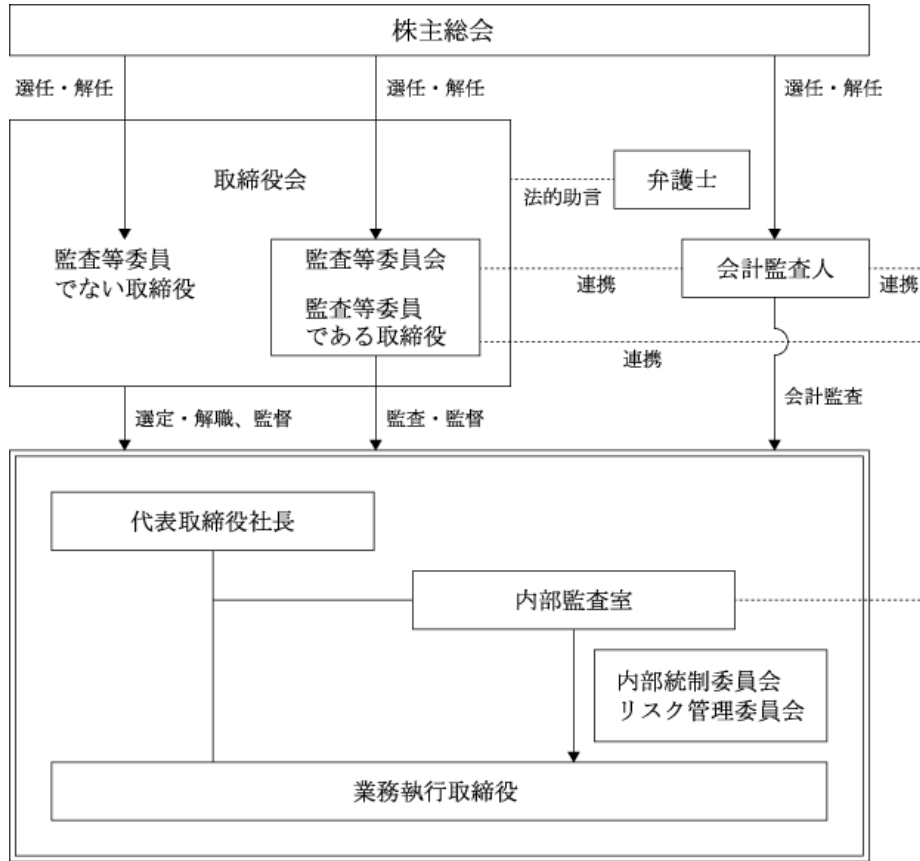 株主総会
選任・解任
選任・解任
選任・解任
取締役会
弁護士
法的助言
監査等委員
でない取締役
監査等委員会
監査等委員
である取締役
会計監査人
連携
連携
連携
会計監査
選定・解職、監督
監査・監督
代表取締役社長
内部監査室
内部統制委員会
リスク管理委員会
業務執行取締役